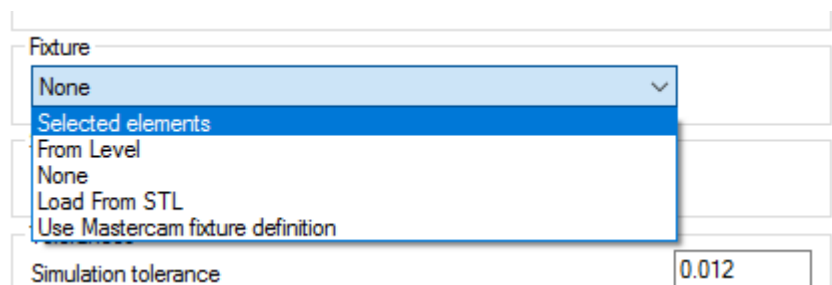 Fixture
None
Selected elements
From Level
None
Load From STL
Use Mastercam fixture definition
Simulation tolerance
0.012